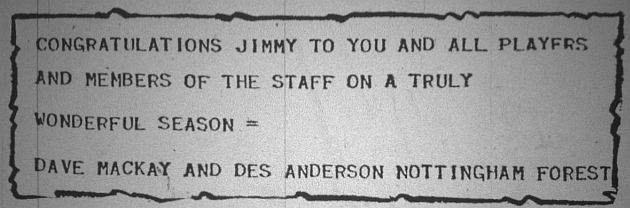 CONGRATULATIONS JIMMY TO YOU AND ALL PLAYERS
AND MEMBERS OF THE STAFF ON A TRULY
WONDERFUL SEASON =
DAVE MACKAY AND DES ANDERSON NOTTINGHAM FOREST